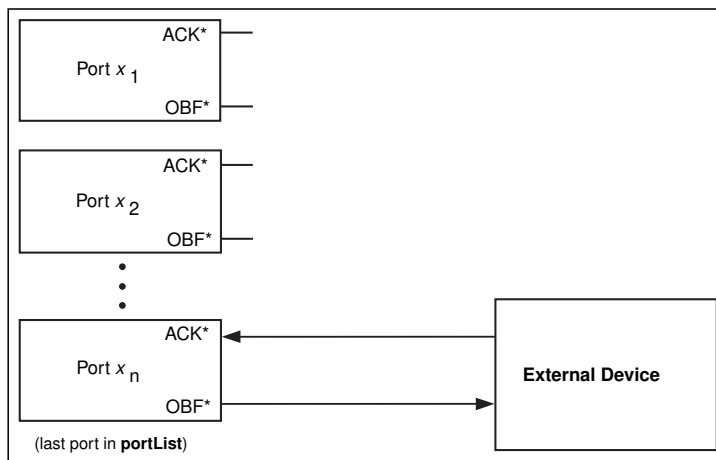 ACK*
Port x 1
OBF*
ACK*
Port x 2
OBF*
ACK*
Port x n
OBF*
External Device
(last port in portList)